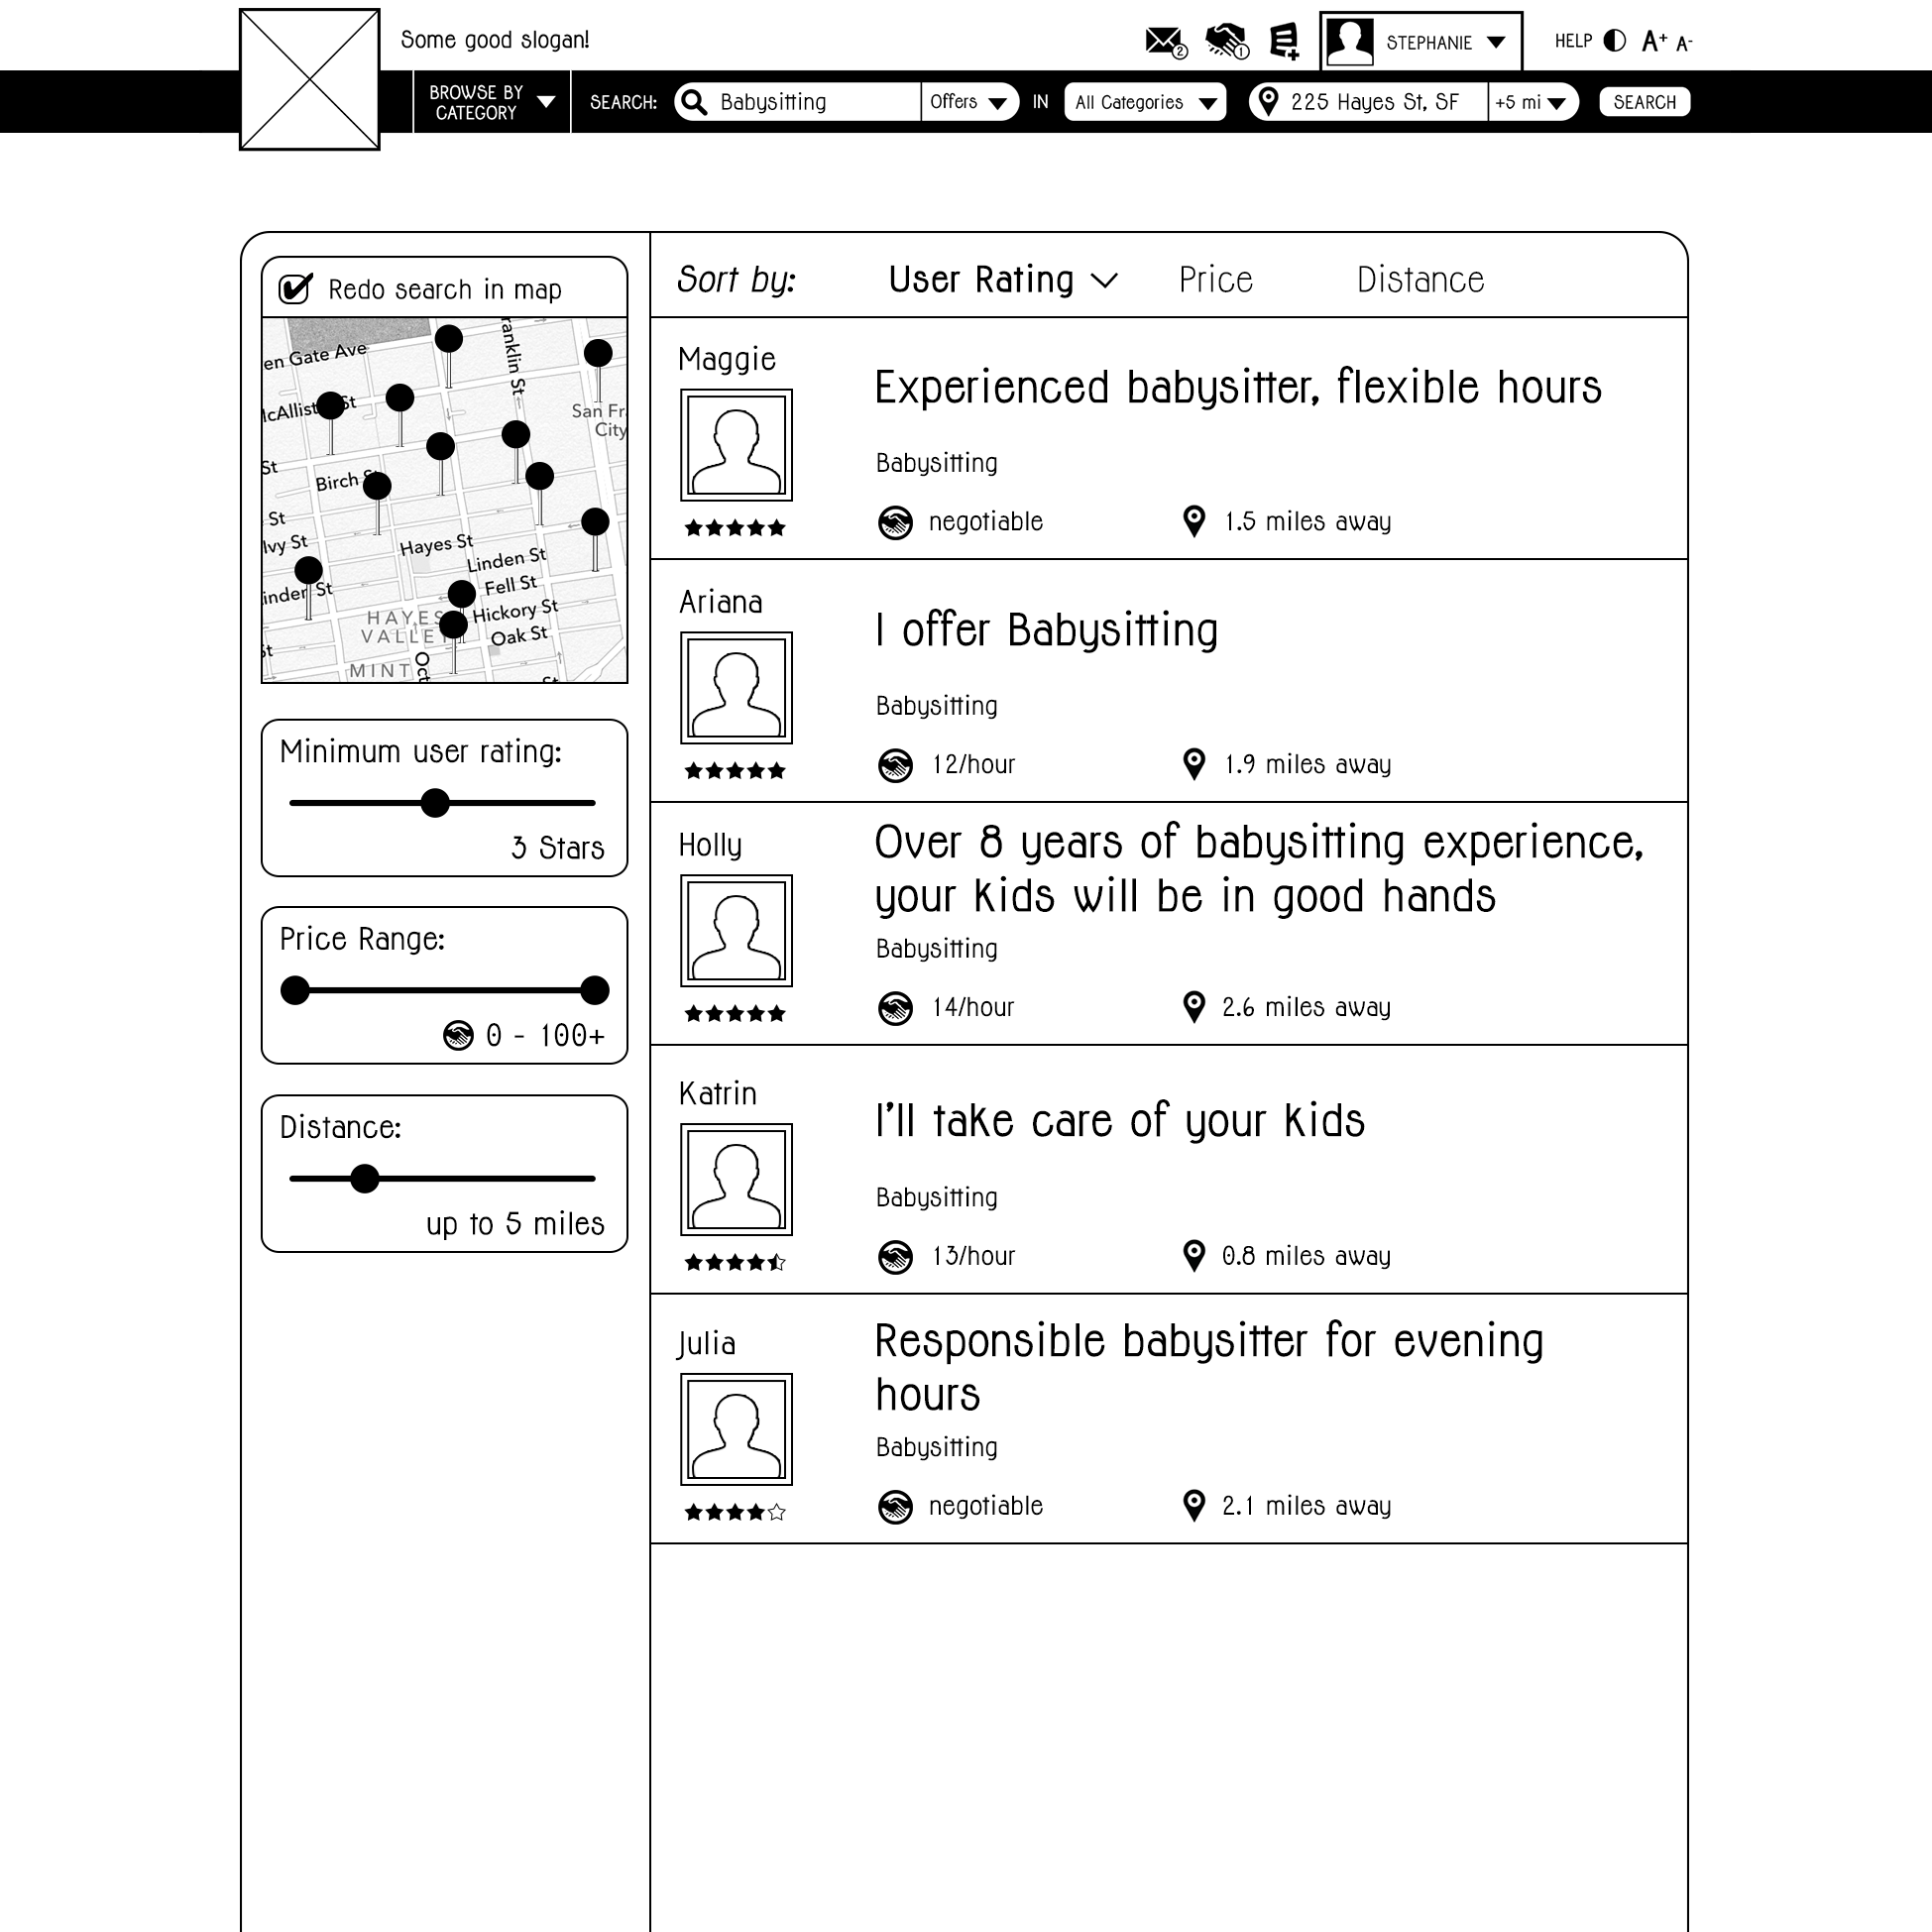 Some good slogan!
2
1
STEPHANIE
HELP
A+ A-
BROWSE BY
CATEGORY
SEARCH:
Babysitting
Offers
IN
All Categories
225 Hayes St, SF
+5 mi
SEARCH
Redo search in map
en Gate Ave
ranklin St
St
San Fr
City
St
Birch
St
Ivy St
Hayes St
Linden St
Fell St
St
HAYES
Hickory St
VALLEY
Oak St
MINT
Oct
St
Minimum user rating:
3 Stars
Price Range:
0 - 100+
Distance:
up to 5 miles
Sort by:
User Rating
Price
Distance
Maggie
Experienced babysitter, flexible hours
Babysitting
negotiable
1.5 miles away
Ariana
I offer Babysitting
Babysitting
12/hour
1.9 miles away
Holly
Over 8 years of babysitting experience,
your kids will be in good hands
Babysitting
14/hour
2.6 miles away
Katrin
I'll take care of your kids
Babysitting
13/hour
0.8 miles away
Julia
Responsible babysitter for evening
hours
Babysitting
negotiable
2.1 miles away